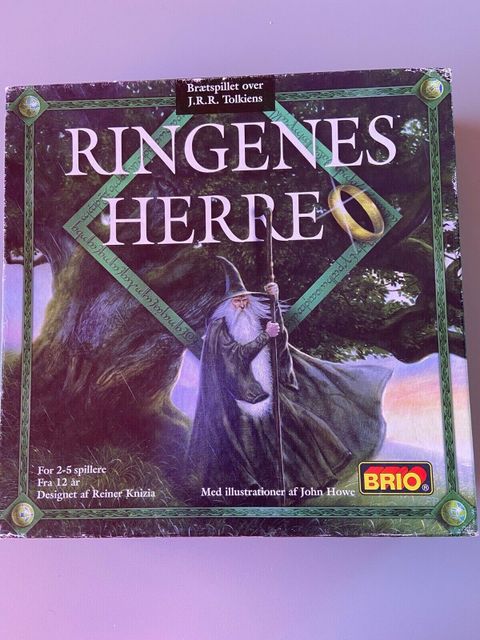 Brætspillet over
J.R.R. Tolkiens
RINGENES
HERRE
For 2-5 spillere
Fra 12 år
Designet af Reiner Knizia
Med illustrationer af John Howe
BRIO®